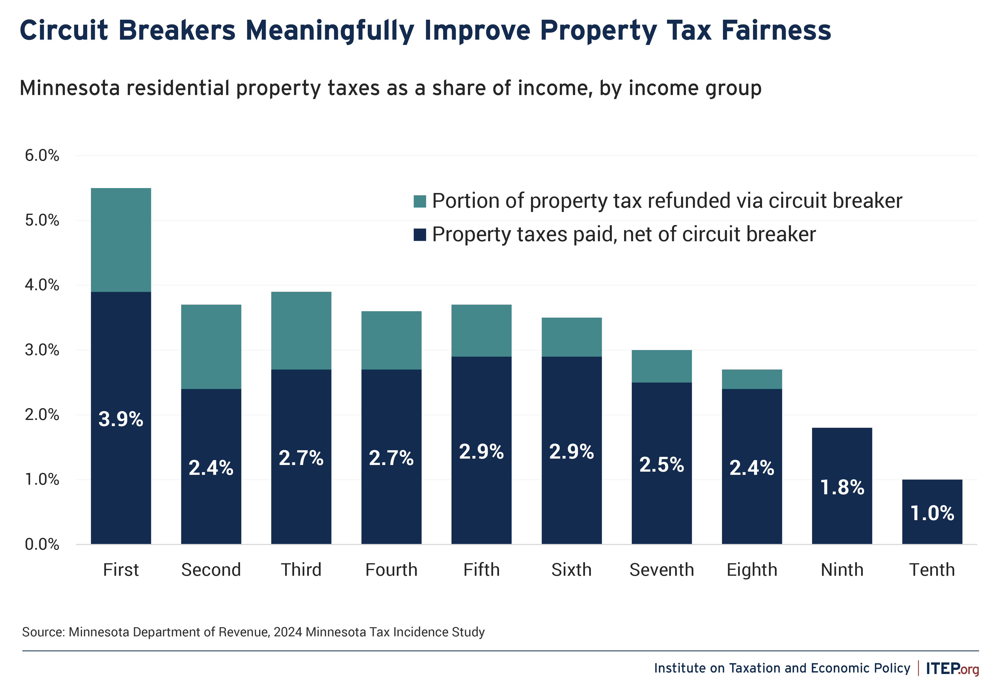 Circuit Breakers Meaningfully Improve Property Tax Fairness
Minnesota residential property taxes as a share of income, by income group
6.0%
5.0%
4.0%
3.0%
2.0%
1.0%
0.0%
Portion of property tax refunded via circuit breaker
Property taxes paid, net of circuit breaker
3.9%
2.4%
2.7%
2.7%
2.9%
2.9%
2.5%
2.4%
1.8%
1.0%
First
Second
Third
Fourth
Fifth
Sixth
Seventh
Eighth
Ninth
Tenth
Source: Minnesota Department of Revenue, 2024 Minnesota Tax Incidence Study
Institute on Taxation and Economic Policy | ITEP.org